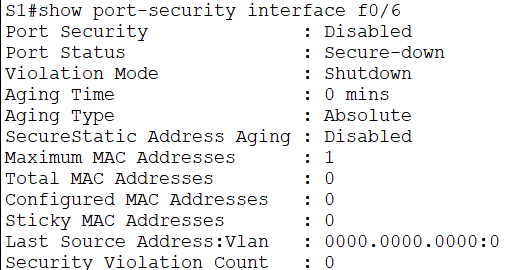 S1#show port-security interface f0/6
Port Security              : Disabled
Port Status                : Secure-down
Violation Mode             : Shutdown
Aging Time                 : 0 mins
Aging Type                 : Absolute
SecureStatic Address Aging : Disabled
Maximum MAC Addresses      : 1
Total MAC Addresses        : 0
Configured MAC Addresses   : 0
Sticky MAC Addresses       : 0
Last Source Address:Vlan   : 0000.0000.0000:0
Security Violation Count   : 0